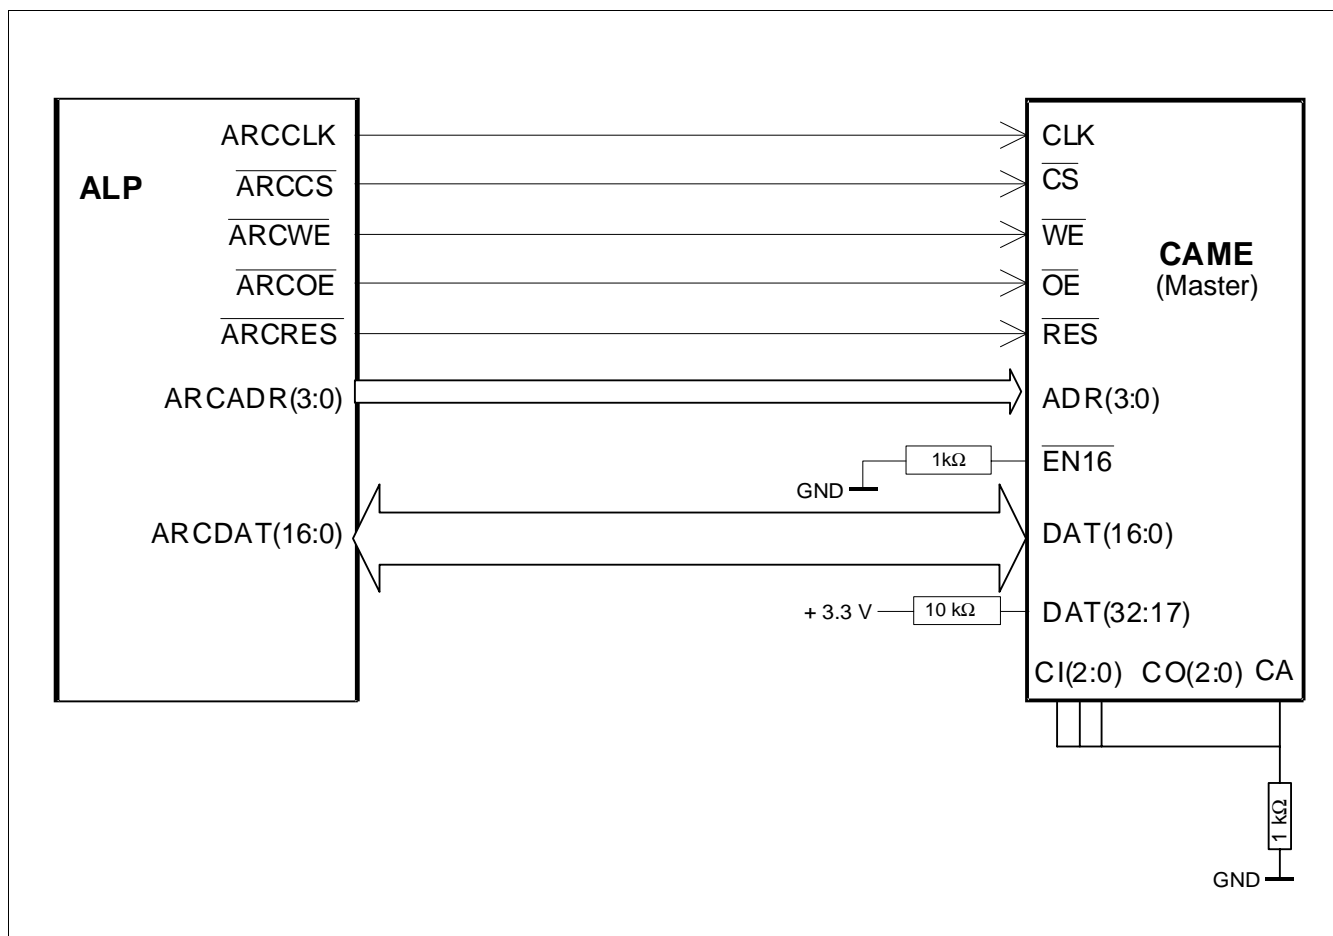 ARCCLK
CLK
ALP
ARCCS
CS
ARCWE
WE
CAME
(Master)
ARCOE
OE
ARCRES
RES
ARCADR(3:0)
ADR(3:0)
1kΩ
EN16
GND
ARCDAT(16:0)
DAT(16:0)
+ 3.3 V
10 kΩ
DAT(32:17)
CI(2:0) CO(2:0) CA
1 kΩ
GND